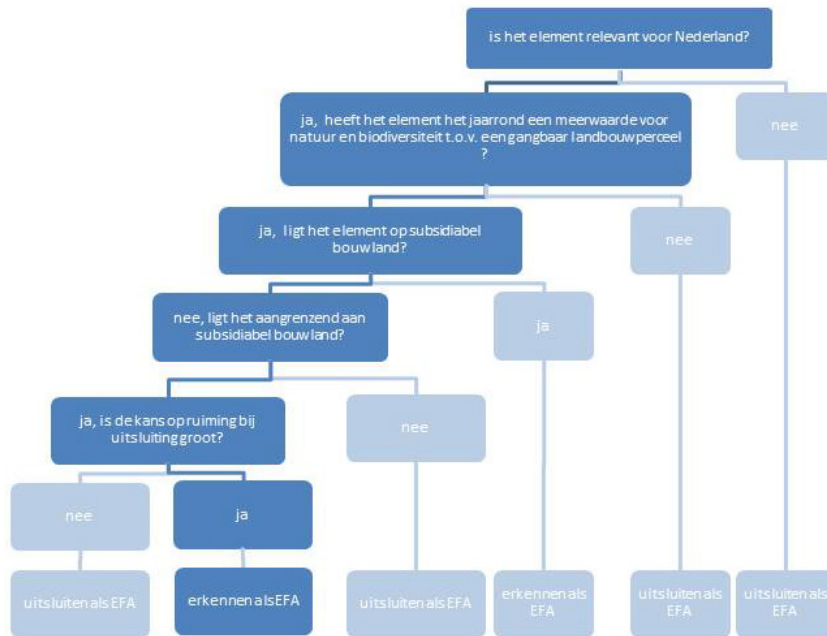 is het element relevant voor Nederland?
ja, heeft het element het jaarrond een meerwaarde voor
natuur en biodiversiteit t.o.v. een gangbaar landbouwperceel
?
nee
ja, ligt het element op subsidiabel
bouwland?
nee
nee, ligt het aangrenzend aan
subsidiabel bouwland?
ja
ja, is de kans op ruiming bij
uitsluiting groot?
nee
nee
ja
uitsluiten als EFA
erkennen als EFA
uitsluiten als EFA
erkennen als
EFA
uitsluiten als
EFA
uitsluiten als
EFA